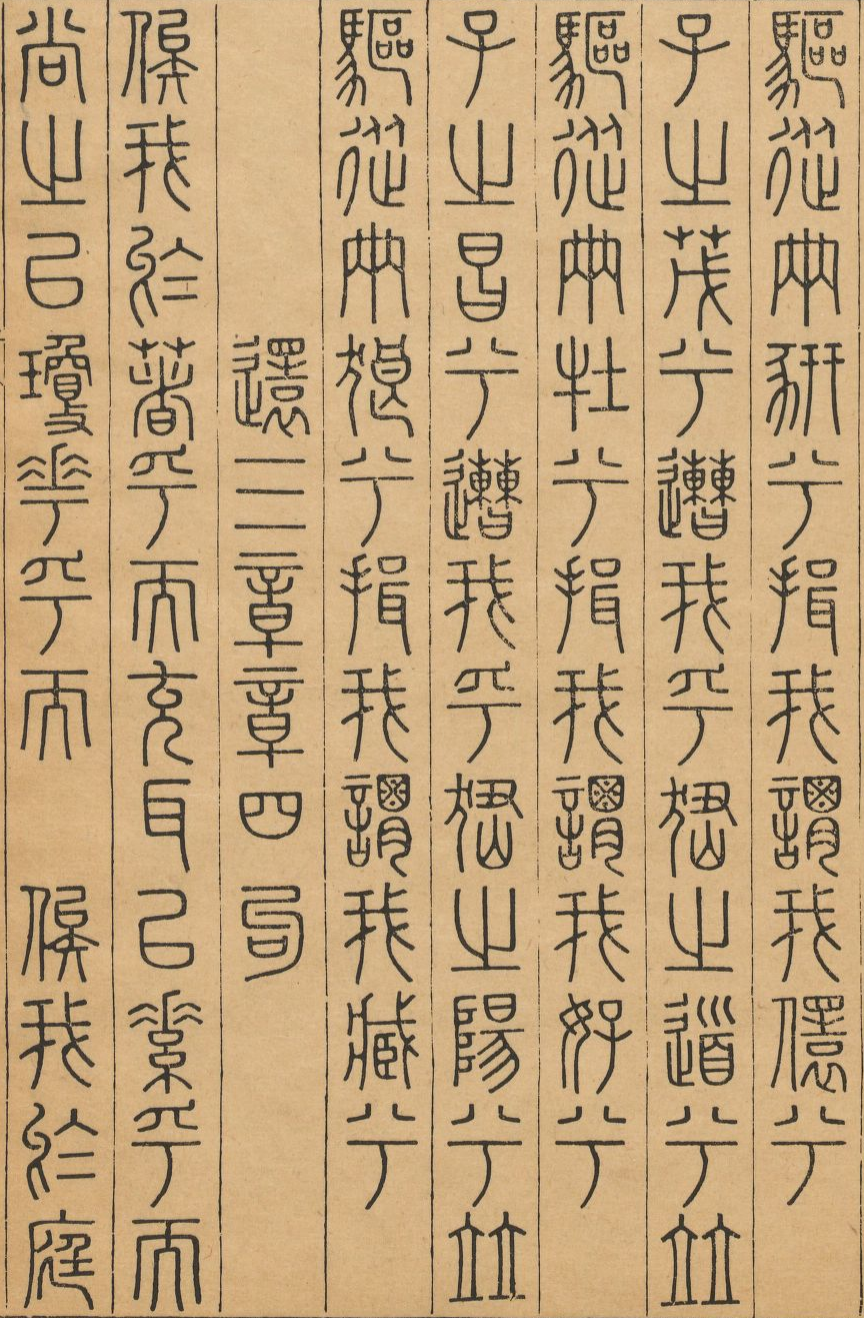 驅從兩豣兮揖我謂我儇兮
子之茂兮遭我乎峱之道兮竝
驅從兩牡兮揖我謂我好兮
子之昌兮遭我乎峱之陽兮竝
驅從兩狼兮揖我謂我臧兮
還三章章四句
俟我於著乎而充耳以素乎而
尚之以瓊華乎而　俟我於庭